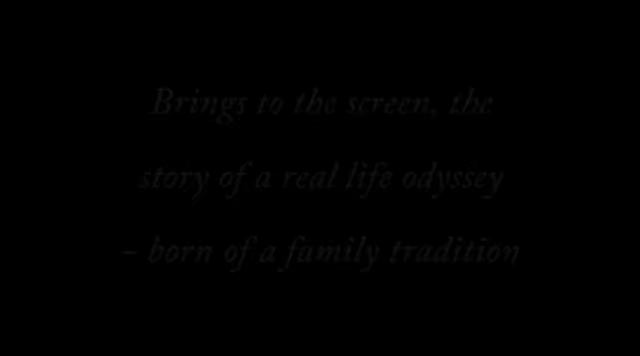 Brings to the screen, the
story of a real life odyssey
– born of a family tradition